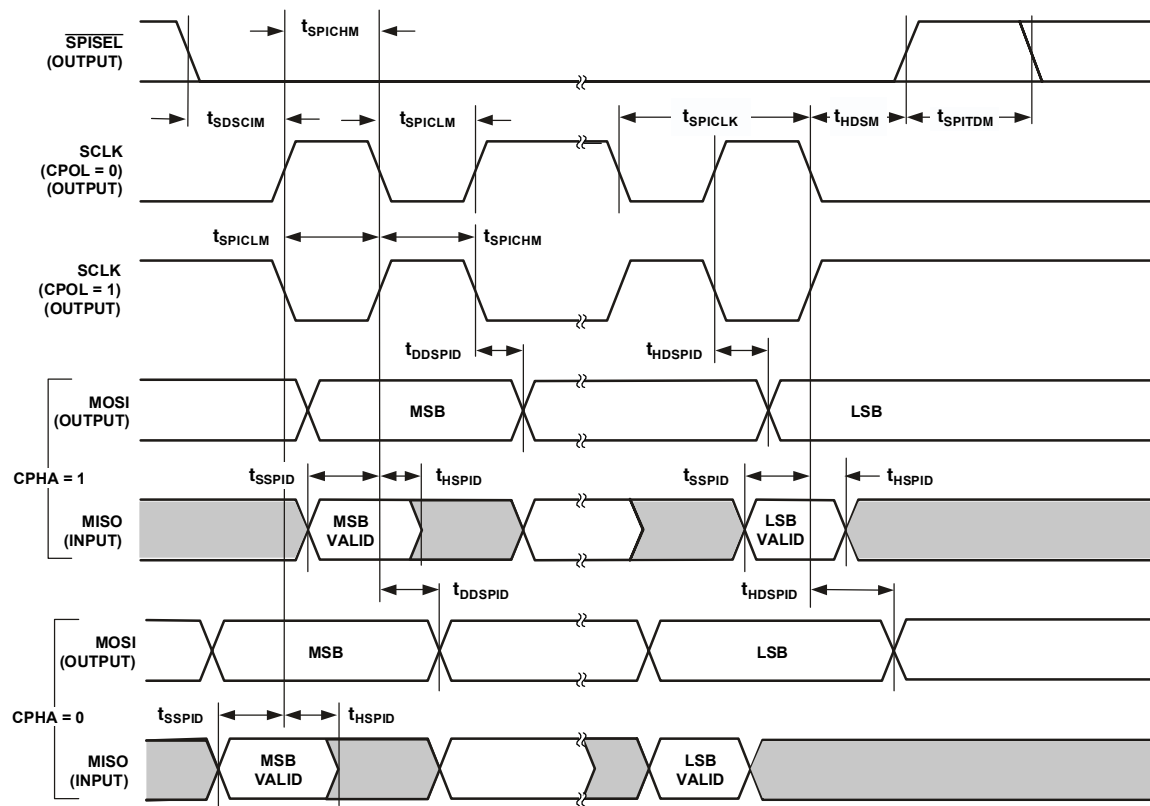 SPISEL
(OUTPUT)
tSPICHM
tSDSCIM
tSPICLM
tSPICLK
tHDSM
tSPITDM
SCLK
(CPOL = 0)
(OUTPUT)
tSPICLM
tSPICHM
SCLK
(CPOL = 1)
(OUTPUT)
tDDSPID
tHDSPID
MOSI
(OUTPUT)
MSB
LSB
CPHA = 1
tSSPID
tHSPID
tSSPID
tHSPID
MISO
(INPUT)
MSB
VALID
LSB
VALID
tDDSPID
tHDSPID
MOSI
(OUTPUT)
MSB
LSB
CPHA = 0
tSSPID
tHSPID
MISO
(INPUT)
MSB
VALID
LSB
VALID